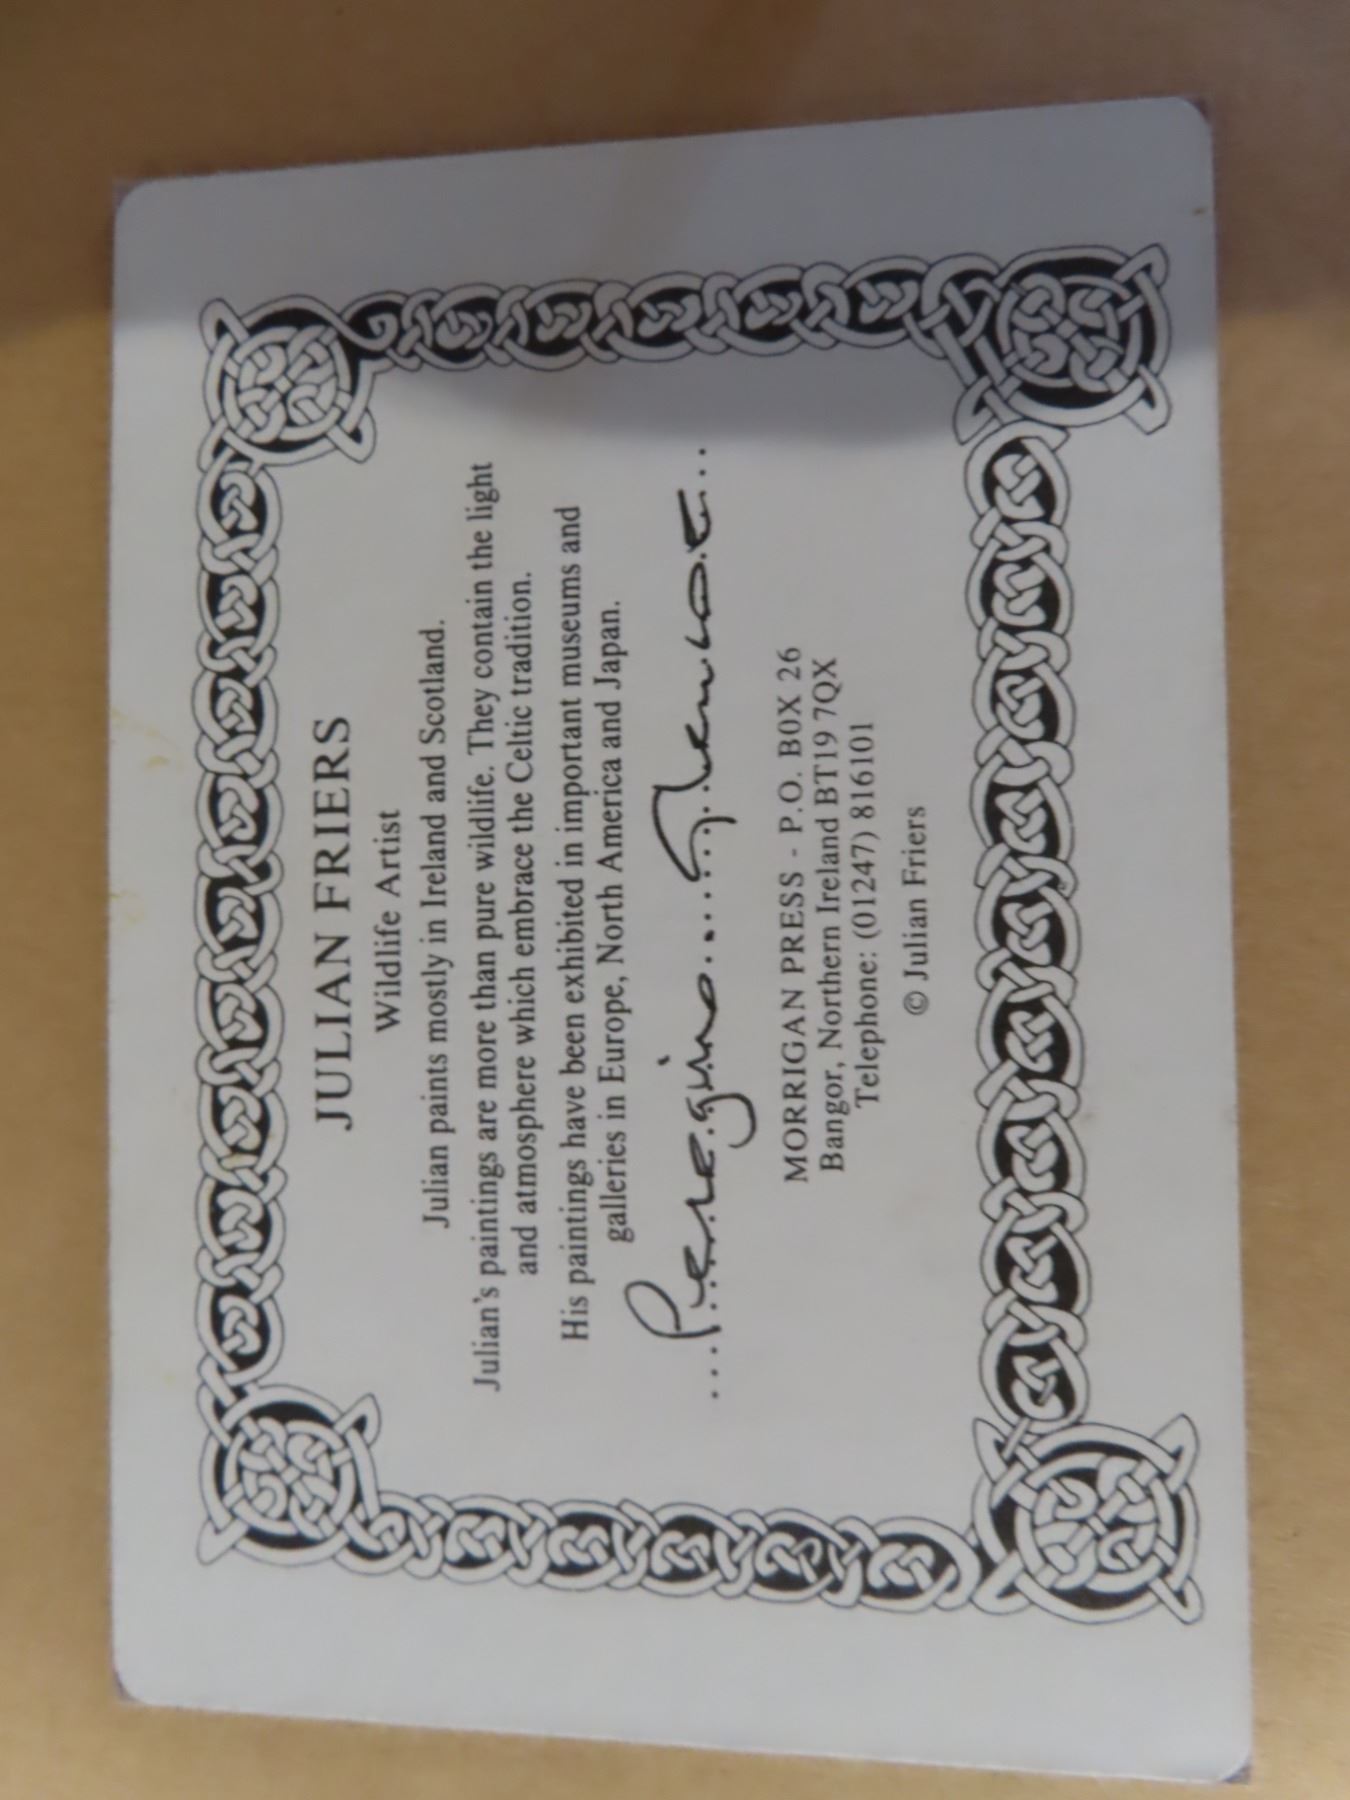 JULIAN FRIERS
Wildlife Artist
Julian paints mostly in Ireland and Scotland.
Julian's paintings are more than pure wildlife. They contain the light
and atmosphere which embrace the Celtic tradition.
His paintings have been exhibited in important museums and
galleries in Europe, North America and Japan.
...Peregine....Glenco.e...
MORRIGAN PRESS - P.O. BOX 26
Bangor, Northern Ireland BT19 7QX
Telephone: (01247) 816101
© Julian Friers